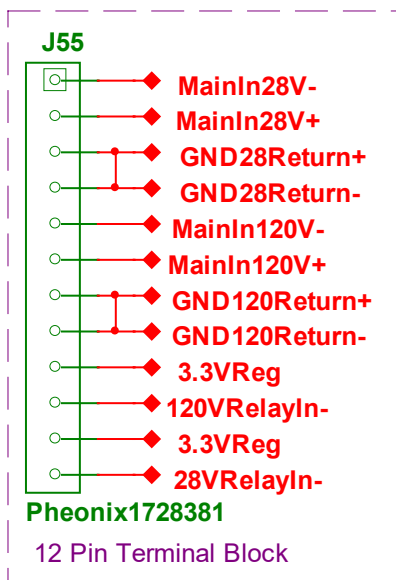 J55
MainIn28V-
MainIn28V+
GND28Return+
GND28Return-
MainIn120V-
MainIn120V+
GND120Return+
GND120Return-
3.3VReg
120VRelayIn-
3.3VReg
28VRelayIn-
Pheonix1728381
12 Pin Terminal Block